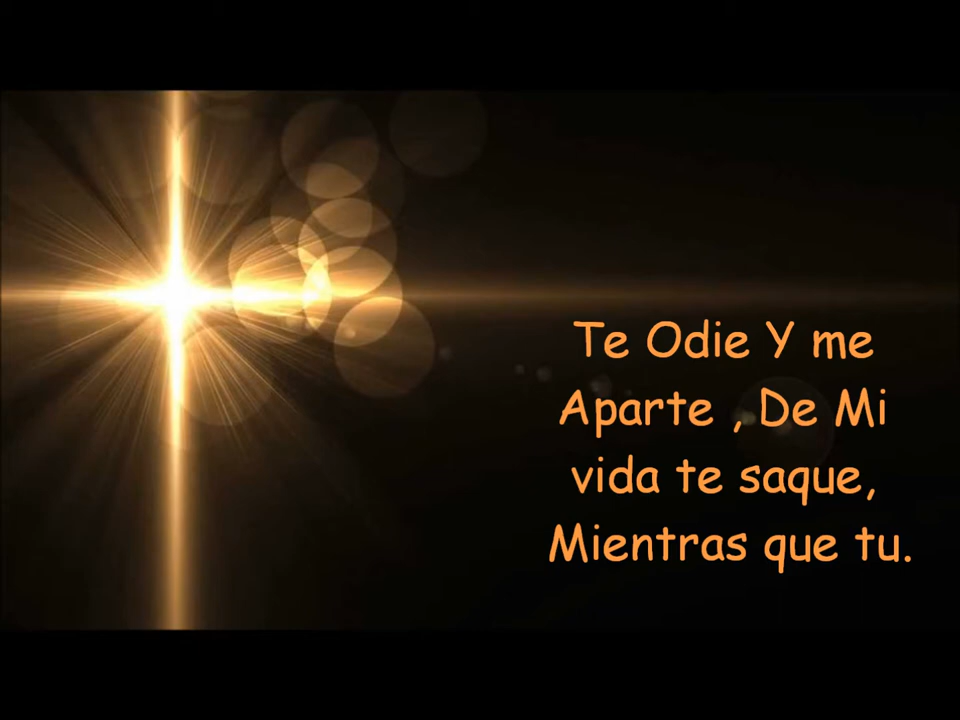 Te Odie Y me
Aparte , De Mi
vida te saque,
Mientras que tu.